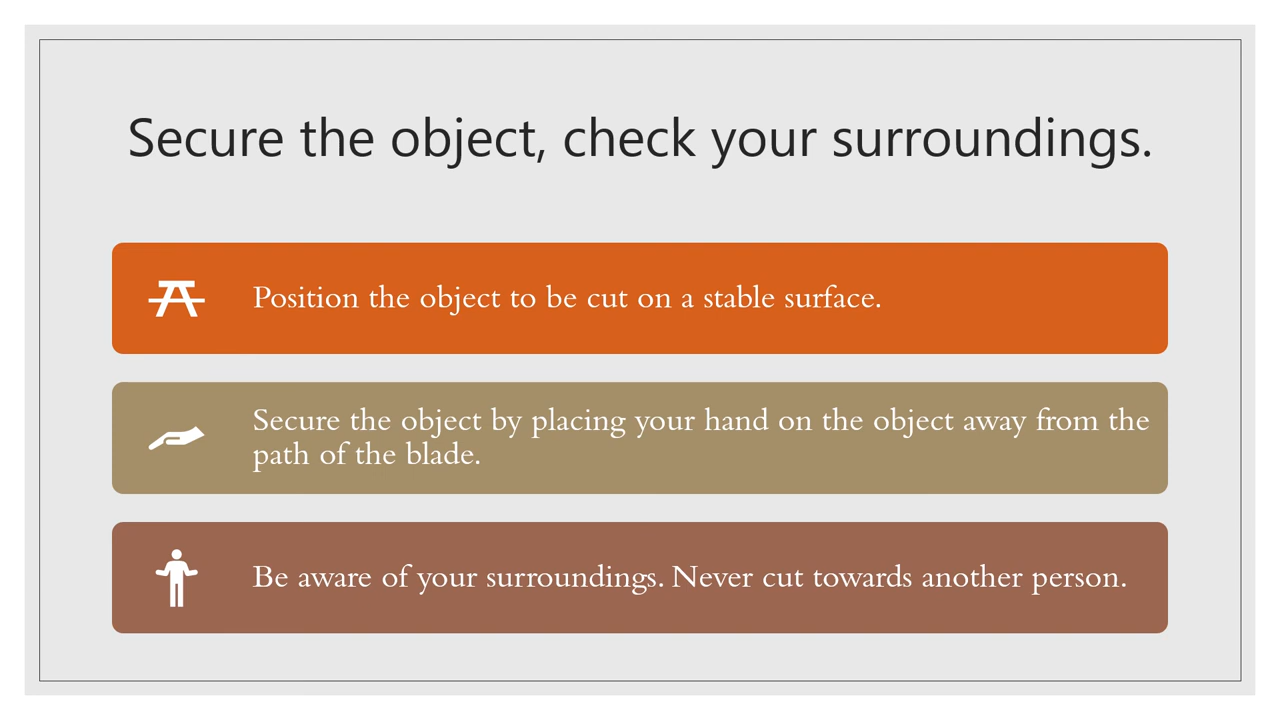 Secure the object, check your surroundings.
Position the object to be cut on a stable surface.
Secure the object by placing your hand on the object away from the
path of the blade.
Be aware of your surroundings. Never cut towards another person.